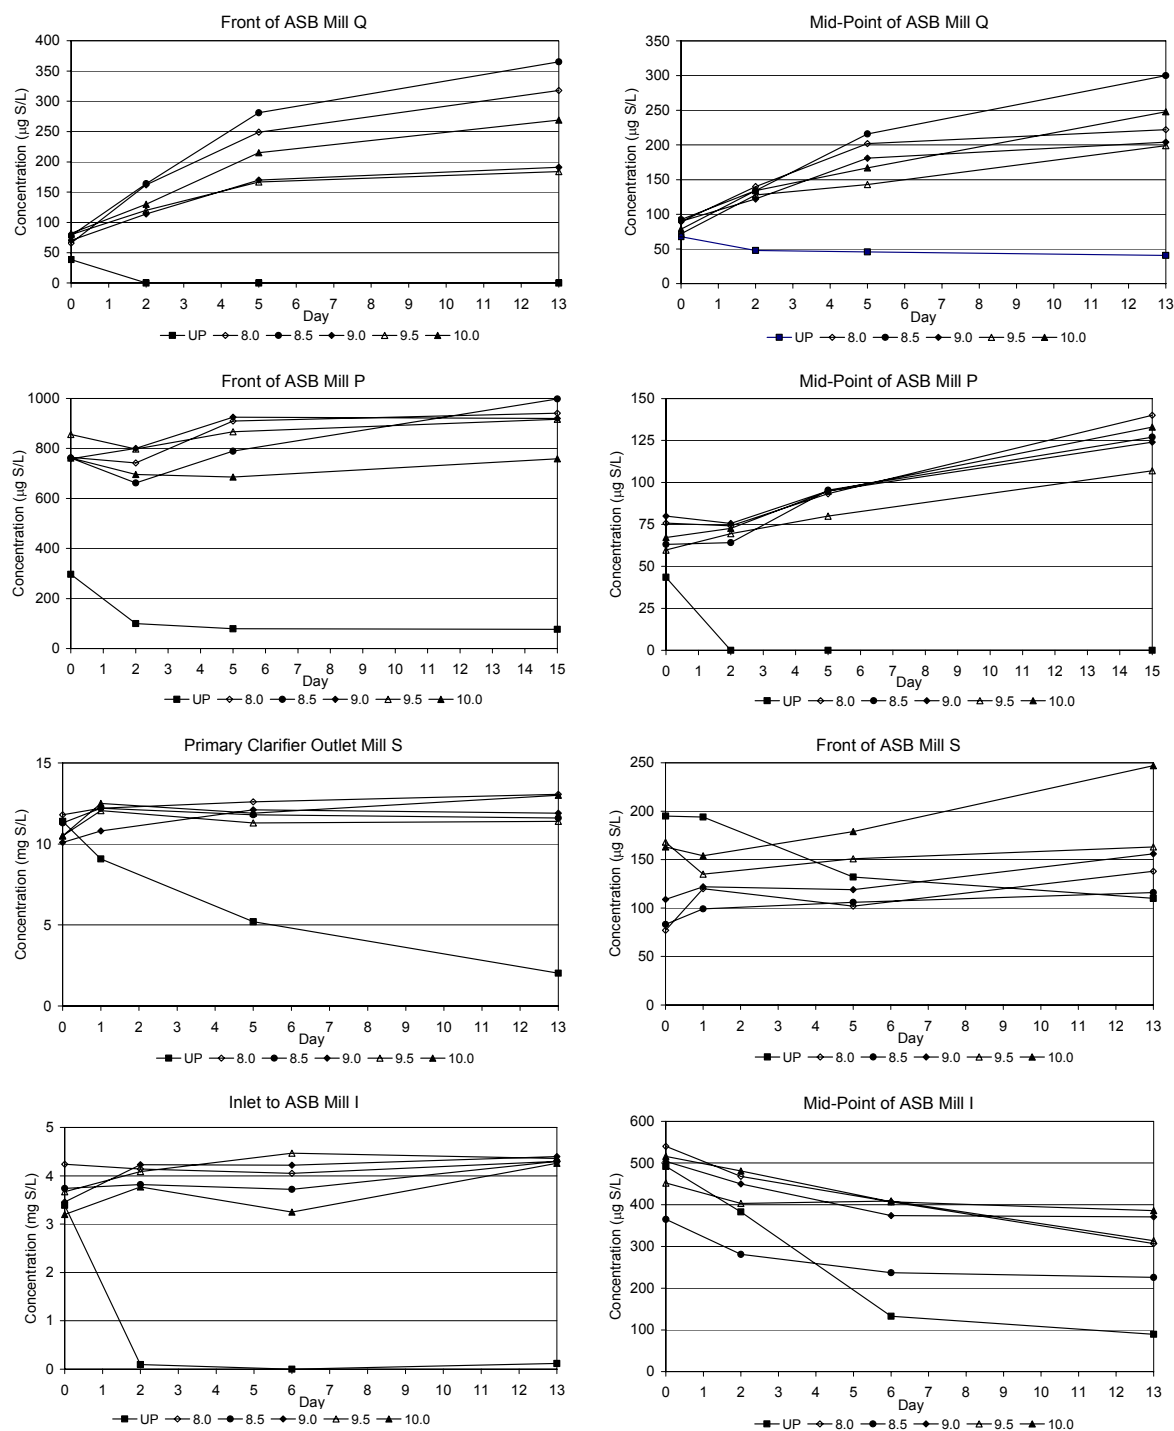 Front of ASB Mill Q
Concentration (µg S/L)
400
350
300
250
200
150
100
50
0
0 1 2 3 4 5 6 7 8 9 10 11 12 13
Day
UP 8.0 8.5 9.0 9.5 10.0
Mid-Point of ASB Mill Q
Concentration (µg S/L)
350
300
250
200
150
100
50
0
0 1 2 3 4 5 6 7 8 9 10 11 12 13
Day
UP 8.0 8.5 9.0 9.5 10.0
Front of ASB Mill P
Concentration (µg S/L)
1000
800
600
400
200
0
0 1 2 3 4 5 6 7 8 9 10 11 12 13 14 15
Day
UP 8.0 8.5 9.0 9.5 10.0
Mid-Point of ASB Mill P
Concentration (µg S/L)
150
125
100
75
50
25
0
0 1 2 3 4 5 6 7 8 9 10 11 12 13 14 15
Day
UP 8.0 8.5 9.0 9.5 10.0
Primary Clarifier Outlet Mill S
Concentration (mg S/L)
15
10
5
0
0 1 2 3 4 5 6 7 8 9 10 11 12 13
Day
UP 8.0 8.5 9.0 9.5 10.0
Front of ASB Mill S
Concentration (µg S/L)
250
200
150
100
50
0
0 1 2 3 4 5 6 7 8 9 10 11 12 13
Day
UP 8.0 8.5 9.0 9.5 10.0
Inlet to ASB Mill I
Concentration (mg S/L)
5
4
3
2
1
0
0 1 2 3 4 5 6 7 8 9 10 11 12 13
Day
UP 8.0 8.5 9.0 9.5 10.0
Mid-Point of ASB Mill I
Concentration (µg S/L)
600
500
400
300
200
100
0
0 1 2 3 4 5 6 7 8 9 10 11 12 13
Day
UP 8.0 8.5 9.0 9.5 10.0